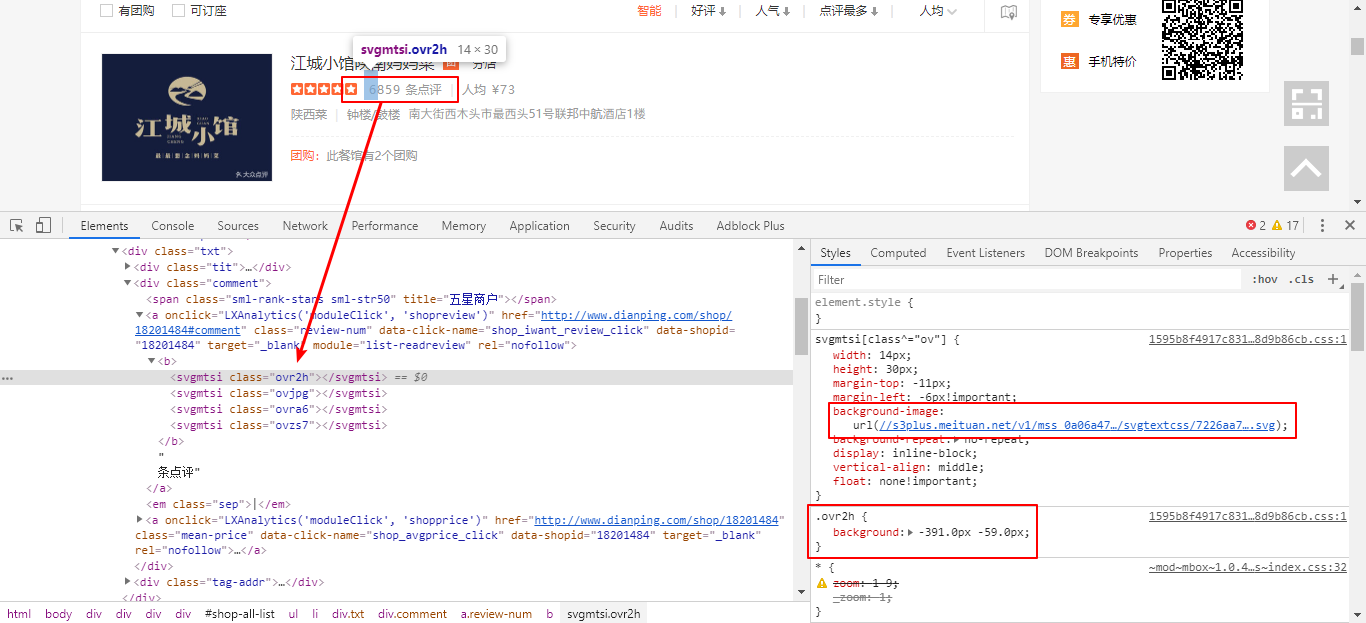 有团购 可订座 智能 好评 人气 点评最多 人均
券 专享优惠
惠 手机特价
svgmtsi.ovr2h 14 × 30
江城小馆
6859 条点评 人均 ¥73
陕西菜 钟楼/鼓楼 南大街西木头市最西头51号联邦中航酒店1楼
团购: 此餐馆有2个团购
江城小馆
大众点评
Elements Console Sources Network Performance Memory Application Security Audits Adblock Plus 2 17
<div class="txt">
<div class="tit">…</div>
<div class="comment">
<span class="sml-rank-stars sml-str50" title="五星商户"></span>
<a onclick="LXAnalytics('moduleClick', 'shopreview')" href="http://www.dianping.com/shop/
18201484#comment" class="review-num" data-click-name="shop_iwant_review_click" data-shopid=
"18201484" target="_blank" module="list-readreview" rel="nofollow">
<b>
... <svgmtsi class="ovr2h"></svgmtsi> == $0
<svgmtsi class="ovjpg"></svgmtsi>
<svgmtsi class="ovra6"></svgmtsi>
<svgmtsi class="ovzs7"></svgmtsi>
</b>
"
条点评"
</a>
<em class="sep">|</em>
<a onclick="LXAnalytics('moduleClick', 'shopprice')" href="http://www.dianping.com/shop/18201484"
class="mean-price" data-click-name="shop_avgprice_click" data-shopid="18201484" target="_blank"
rel="nofollow">…</a>
</div>
<div class="tag-addr">…</div>
</div>
html body div div div div #shop-all-list ul li div.txt div.comment a.review-num b svgmtsi.ovr2h
Styles Computed Event Listeners DOM Breakpoints Properties Accessibility
Filter :hov .cls +
element.style {
}
svgmtsi[class^="ov"] { 1595b8f4917c831…8d9b86cb.css:1
width: 14px;
height: 30px;
margin-top: -11px;
margin-left: -6px!important;
background-image:
url(//s3plus.meituan.net/v1/mss_0a06a47…/svgtextcss/7226aa7….svg);
background-repeat: no-repeat;
display: inline-block;
vertical-align: middle;
float: none!important;
}
.ovr2h { 1595b8f4917c831…8d9b86cb.css:1
background: -391.0px -59.0px;
}
* { ~mod~mbox~1.0.4…s~index.css:32
zoom: 1 9;
_zoom: 1;
}